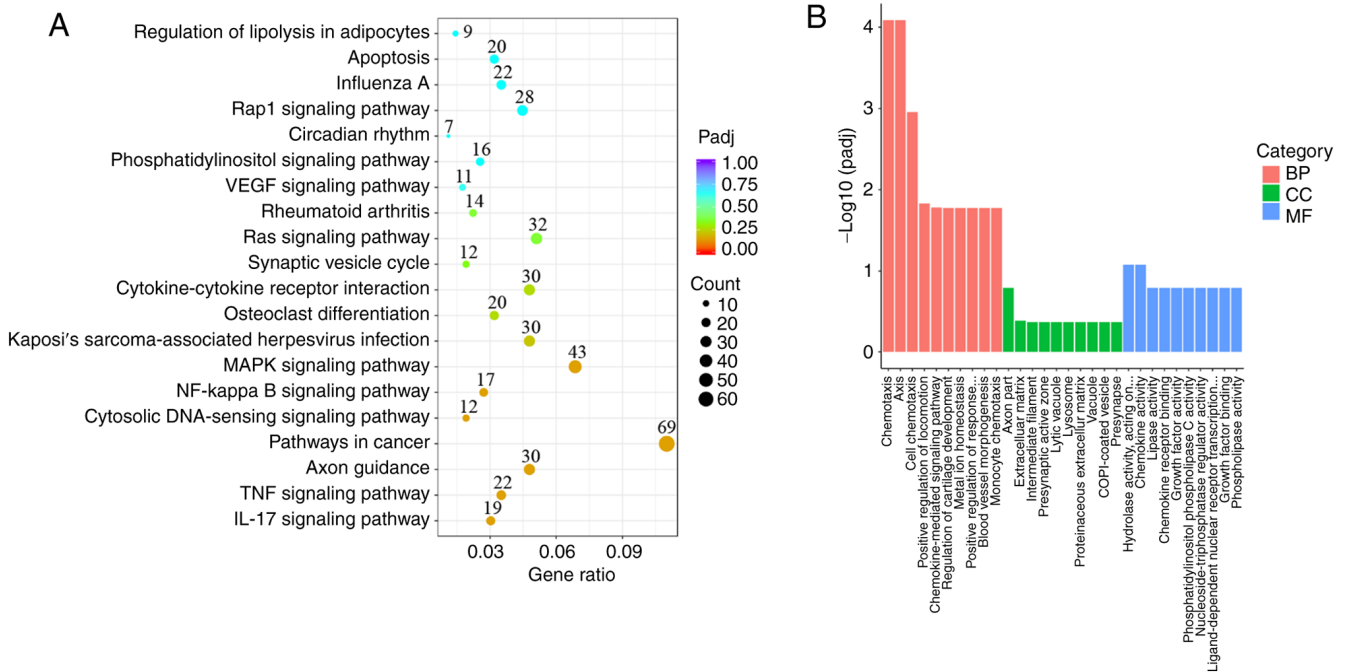 A
Regulation of lipolysis in adipocytes 9
Apoptosis 20
Influenza A 22
Rap1 signaling pathway 28
Circadian rhythm 7
Phosphatidylinositol signaling pathway 16
VEGF signaling pathway 11
Rheumatoid arthritis 14
Ras signaling pathway 32
Synaptic vesicle cycle 12
Cytokine-cytokine receptor interaction 30
Osteoclast differentiation 20
Kaposi's sarcoma-associated herpesvirus infection 30
MAPK signaling pathway 43
NF-kappa B signaling pathway 17
Cytosolic DNA-sensing signaling pathway 12
Pathways in cancer 69
Axon guidance 30
TNF signaling pathway 22
IL-17 signaling pathway 19
0.03 0.06 0.09
Gene ratio
Padj
1.00
0.75
0.50
0.25
0.00
Count
10
20
30
40
50
60
B
−Log10 (padj)
4
3
2
1
0
Chemotaxis
Axis
Cell chemotaxis
Positive regulation of locomotion
Chemokine-mediated signaling pathway
Regulation of cartilage development
Metal ion homeostasis
Positive regulation of response...
Blood vessel morphogenesis
Monocyte chemotaxis
Axon part
Extracelluar matrix
Intermediate filament
Presynaptic active zone
Lytic vacuole
Lysosome
Proteinaceous extracellur matrix
Vacuole
COPI-coated vesicle
Presynapse
Hydrolase activity, acting on...
Chemokine activity
Lipase activity
Chemokine receptor binding
Growth factor activity
Phosphatidylinositol phospholipase C activity
Nucleoside-triphosphatase regulator activity
Ligand-dependent nuclear receptor transcription...
Growth factor binding
Phospholipase activity
Category
BP
CC
MF